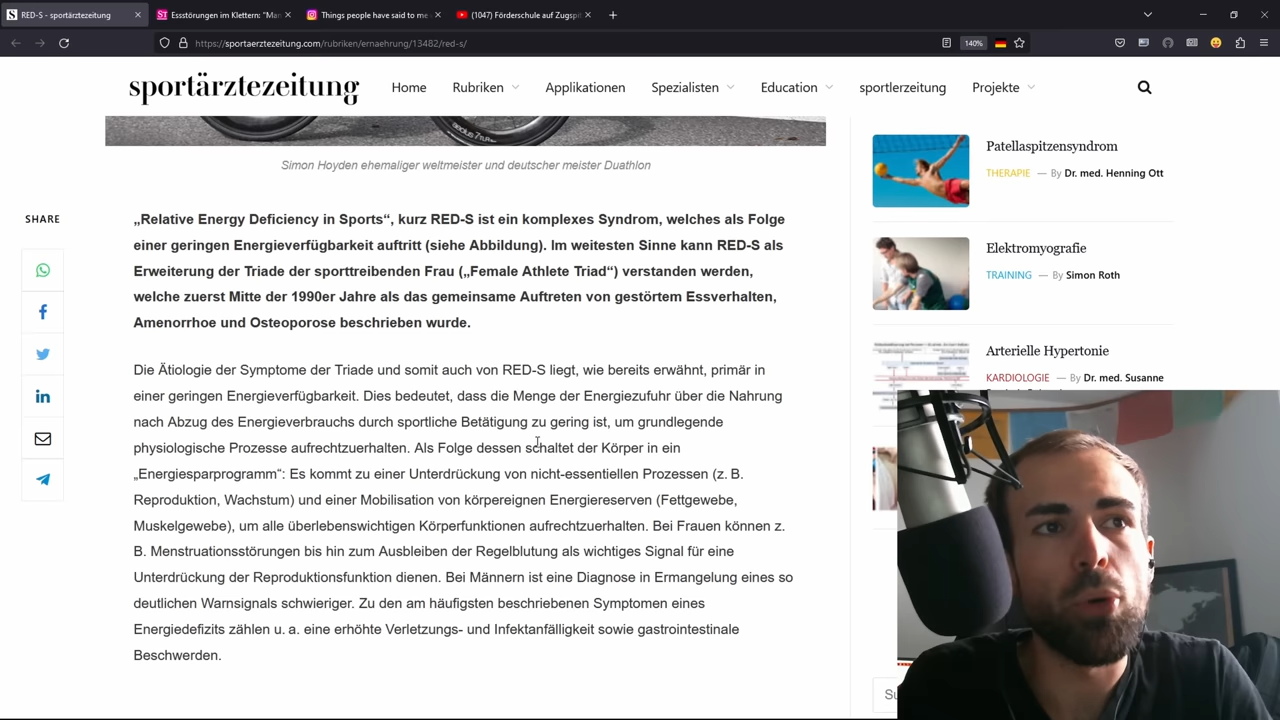 RED-S - sportärztezeitung
Essstörungen im Klettern: "Man
Things people have said to me
(1047) Förderschule auf Zugspit
https://sportaerztezeitung.com/rubriken/ernaehrung/13482/red-s/
140%
sportärztezeitung
Home
Rubriken
Applikationen
Spezialisten
Education
sportlerzeitung
Projekte
Simon Hoyden ehemaliger weltmeister und deutscher meister Duathlon
SHARE
„Relative Energy Deficiency in Sports“, kurz RED-S ist ein komplexes Syndrom, welches als Folge
einer geringen Energieverfügbarkeit auftritt (siehe Abbildung). Im weitesten Sinne kann RED-S als
Erweiterung der Triade der sporttreibenden Frau („Female Athlete Triad“) verstanden werden,
welche zuerst Mitte der 1990er Jahre als das gemeinsame Auftreten von gestörtem Essverhalten,
Amenorrhoe und Osteoporose beschrieben wurde.
Die Ätiologie der Symptome der Triade und somit auch von RED-S liegt, wie bereits erwähnt, primär in
einer geringen Energieverfügbarkeit. Dies bedeutet, dass die Menge der Energiezufuhr über die Nahrung
nach Abzug des Energieverbrauchs durch sportliche Betätigung zu gering ist, um grundlegende
physiologische Prozesse aufrechtzuerhalten. Als Folge dessen schaltet der Körper in ein
„Energiesparprogramm“: Es kommt zu einer Unterdrückung von nicht-essentiellen Prozessen (z. B.
Reproduktion, Wachstum) und einer Mobilisation von körpereignen Energiereserven (Fettgewebe,
Muskelgewebe), um alle überlebenswichtigen Körperfunktionen aufrechtzuerhalten. Bei Frauen können z.
B. Menstruationsstörungen bis hin zum Ausbleiben der Regelblutung als wichtiges Signal für eine
Unterdrückung der Reproduktionsfunktion dienen. Bei Männern ist eine Diagnose in Ermangelung eines so
deutlichen Warnsignals schwieriger. Zu den am häufigsten beschriebenen Symptomen eines
Energiedefizits zählen u. a. eine erhöhte Verletzungs- und Infektanfälligkeit sowie gastrointestinale
Beschwerden.
Patellaspitzensyndrom
THERAPIE — By Dr. med. Henning Ott
Elektromyografie
TRAINING — By Simon Roth
Arterielle Hypertonie
KARDIOLOGIE — By Dr. med. Susanne